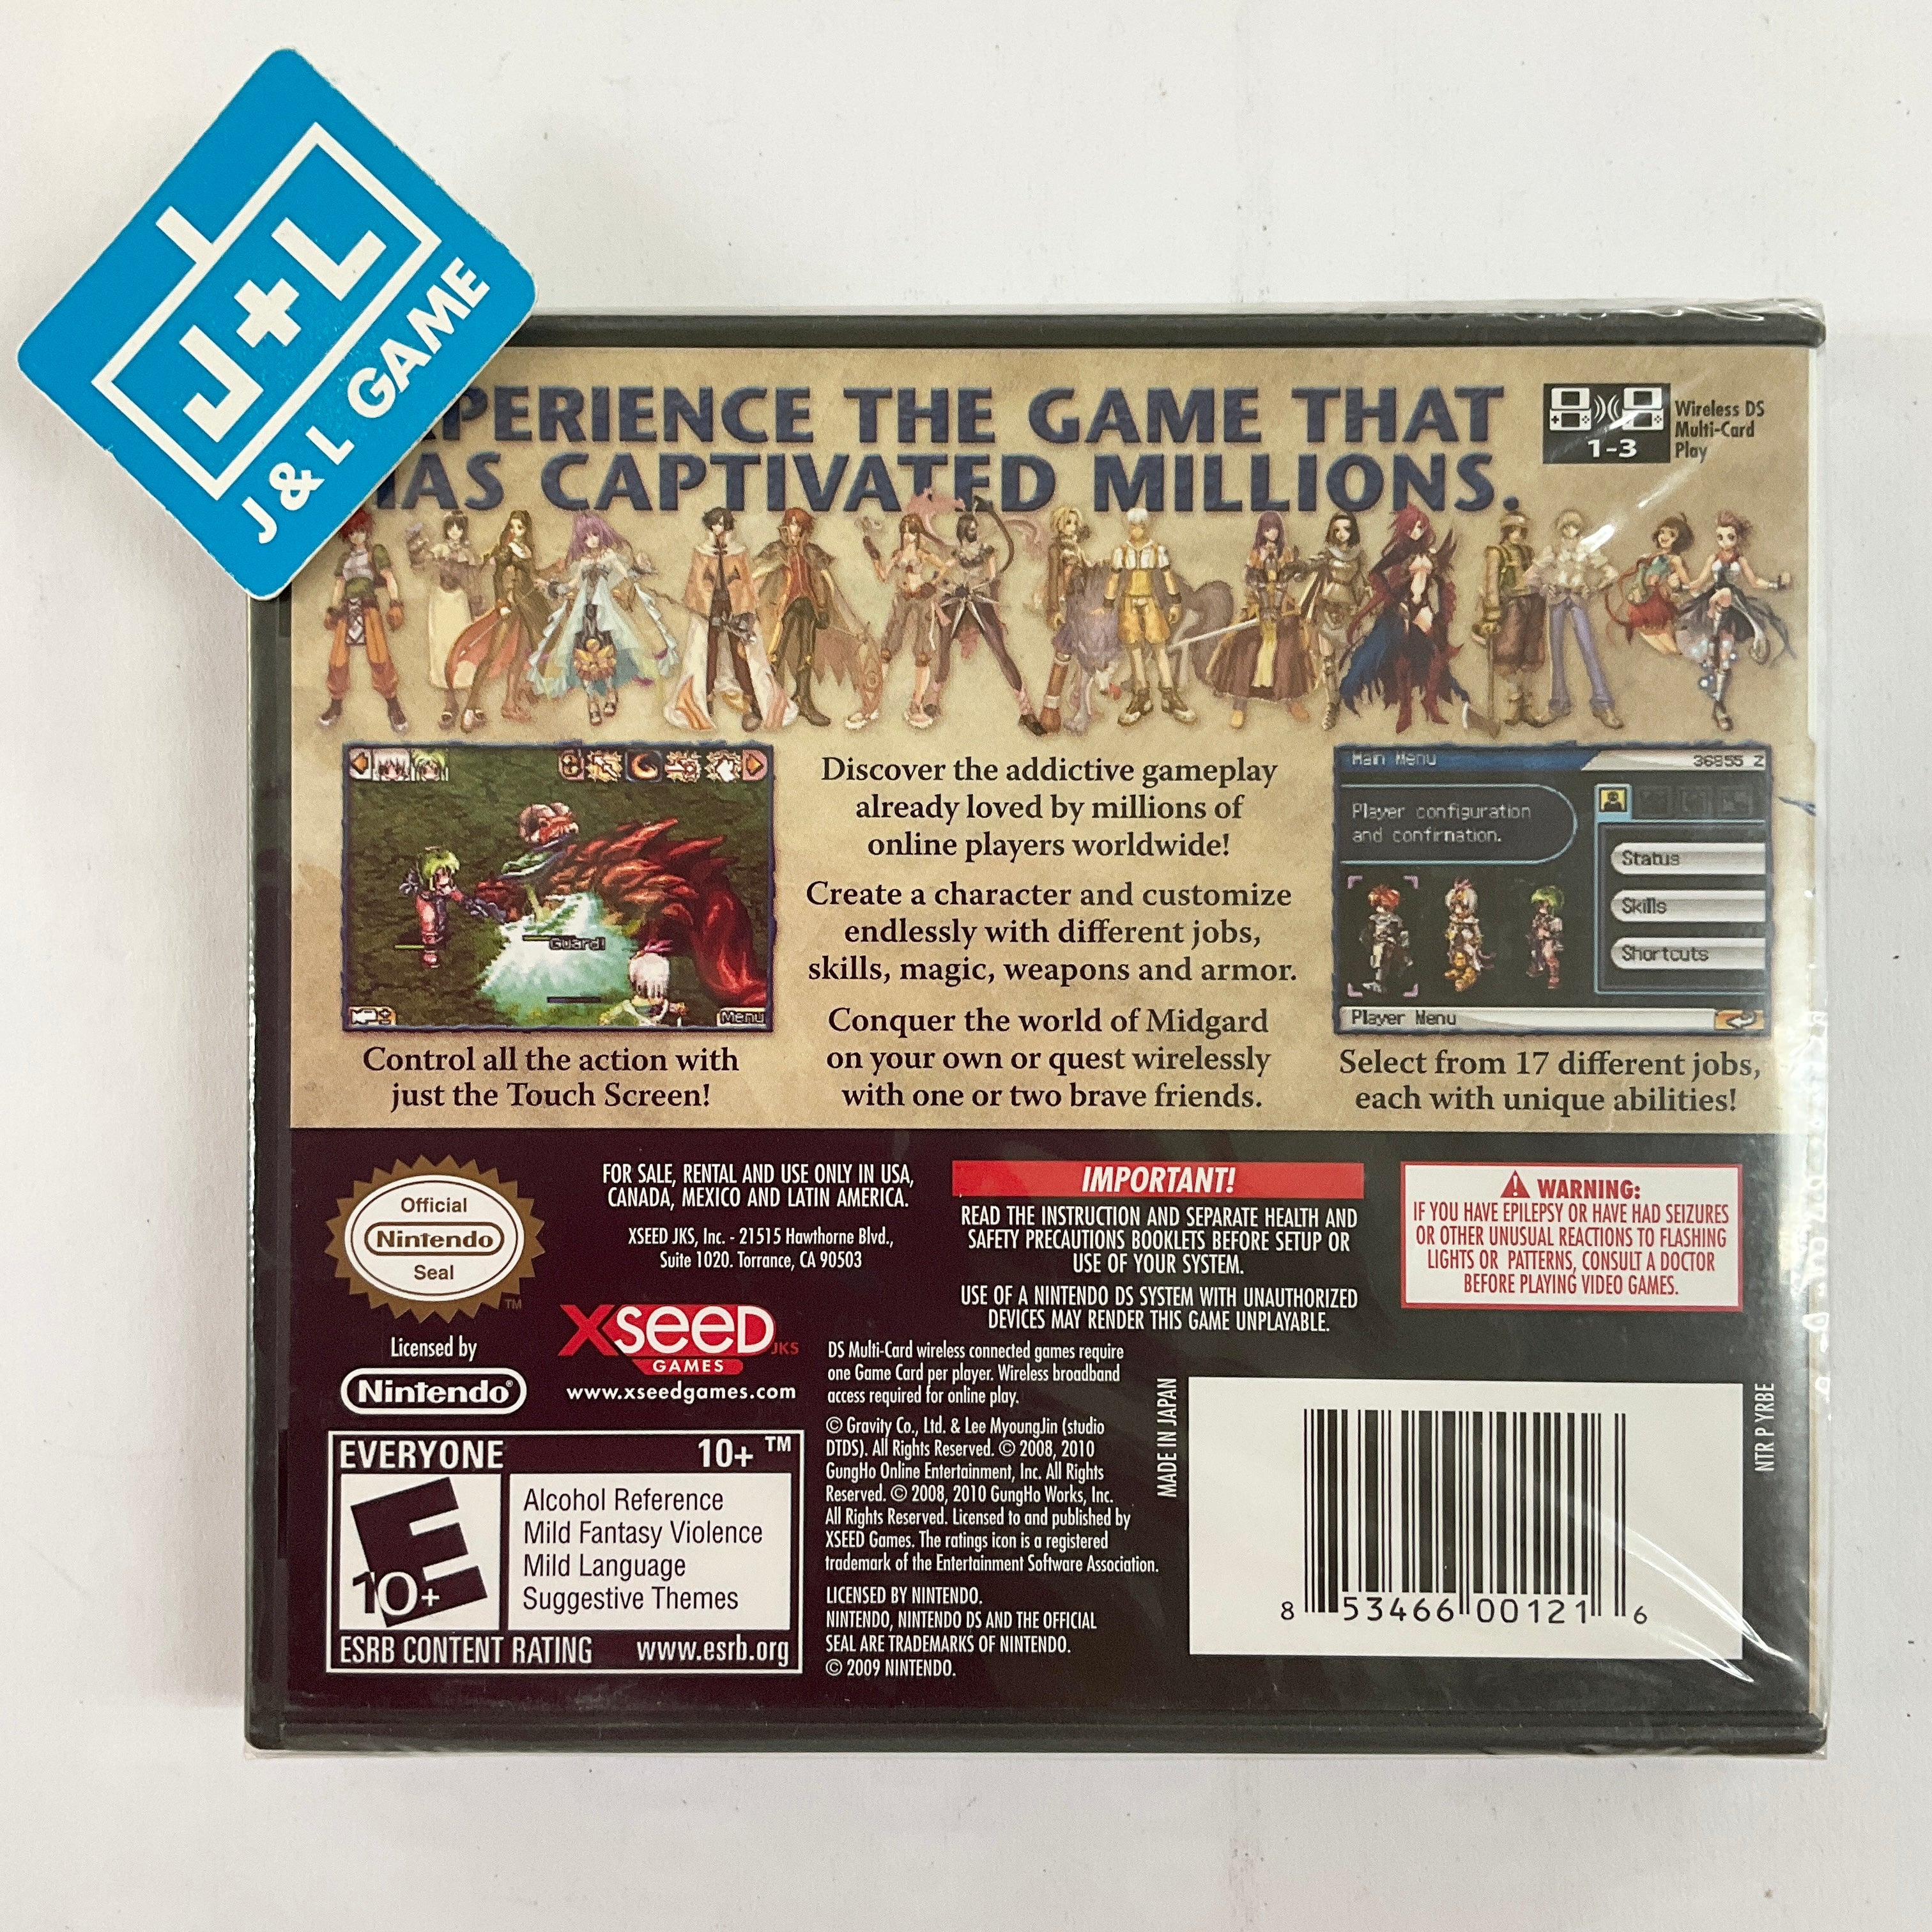 J+L
J & L GAME
PERIENCE THE GAME THAT
HAS CAPTIVATED MILLIONS.
1-3
Wireless DS
Multi-Card
Play
Guard!
Menu
Control all the action with
just the Touch Screen!
Discover the addictive gameplay
already loved by millions of
online players worldwide!
Create a character and customize
endlessly with different jobs,
skills, magic, weapons and armor.
Conquer the world of Midgard
on your own or quest wirelessly
with one or two brave friends.
Main Menu
36855 Z
Player configuration
and confirmation.
Status
Skills
Shortcuts
Player Menu
Select from 17 different jobs,
each with unique abilities!
Official
Nintendo
Seal
TM
Licensed by
Nintendo®
FOR SALE, RENTAL AND USE ONLY IN USA,
CANADA, MEXICO AND LATIN AMERICA.
XSEED JKS, Inc. - 21515 Hawthorne Blvd.,
Suite 1020. Torrance, CA 90503
XSEED JKS
GAMES
www.xseedgames.com
IMPORTANT!
READ THE INSTRUCTION AND SEPARATE HEALTH AND
SAFETY PRECAUTIONS BOOKLETS BEFORE SETUP OR
USE OF YOUR SYSTEM.
USE OF A NINTENDO DS SYSTEM WITH UNAUTHORIZED
DEVICES MAY RENDER THIS GAME UNPLAYABLE.
WARNING:
IF YOU HAVE EPILEPSY OR HAVE HAD SEIZURES
OR OTHER UNUSUAL REACTIONS TO FLASHING
LIGHTS OR PATTERNS, CONSULT A DOCTOR
BEFORE PLAYING VIDEO GAMES.
DS Multi-Card wireless connected games require
one Game Card per player. Wireless broadband
access required for online play.
© Gravity Co., Ltd. & Lee MyoungJin (studio
DTDS). All Rights Reserved. © 2008, 2010
GungHo Online Entertainment, Inc. All Rights
Reserved. © 2008, 2010 GungHo Works, Inc.
All Rights Reserved. Licensed to and published by
XSEED Games. The ratings icon is a registered
trademark of the Entertainment Software Association.
LICENSED BY NINTENDO.
NINTENDO, NINTENDO DS AND THE OFFICIAL
SEAL ARE TRADEMARKS OF NINTENDO.
© 2009 NINTENDO.
EVERYONE 10+ ™
E
10+
Alcohol Reference
Mild Fantasy Violence
Mild Language
Suggestive Themes
ESRB CONTENT RATING www.esrb.org
MADE IN JAPAN
8 53466 00121 6
NTR P YRBE